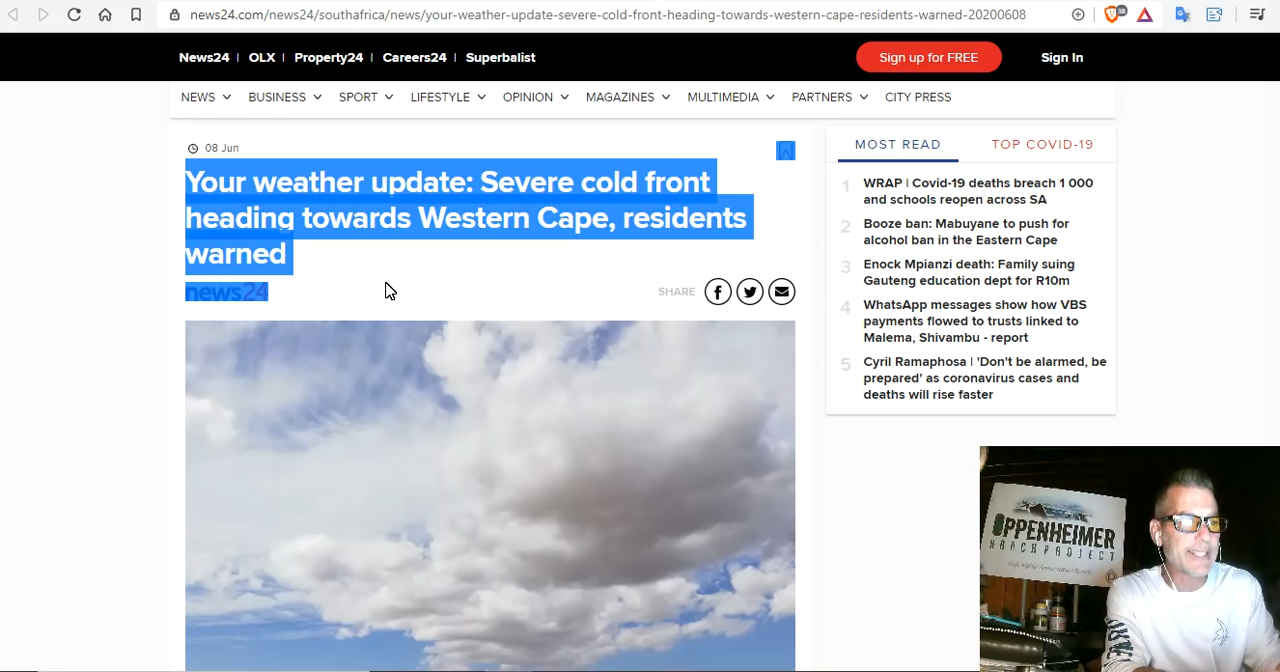 news24.com/news24/southafrica/news/your-weather-update-severe-cold-front-heading-towards-western-cape-residents-warned-20200608
38
News24 | OLX | Property24 | Careers24 | Superbalist
Sign up for FREE
Sign In
NEWS BUSINESS SPORT LIFESTYLE OPINION MAGAZINES MULTIMEDIA PARTNERS CITY PRESS
08 Jun
Your weather update: Severe cold front
heading towards Western Cape, residents
warned
news24
SHARE
MOST READ
TOP COVID-19
1 WRAP | Covid-19 deaths breach 1 000
and schools reopen across SA
2 Booze ban: Mabuyane to push for
alcohol ban in the Eastern Cape
3 Enock Mpianzi death: Family suing
Gauteng education dept for R10m
4 WhatsApp messages show how VBS
payments flowed to trusts linked to
Malema, Shivambu - report
5 Cyril Ramaphosa | 'Don't be alarmed, be
prepared' as coronavirus cases and
deaths will rise faster
OPPENHEIMER
RANCH PROJECT